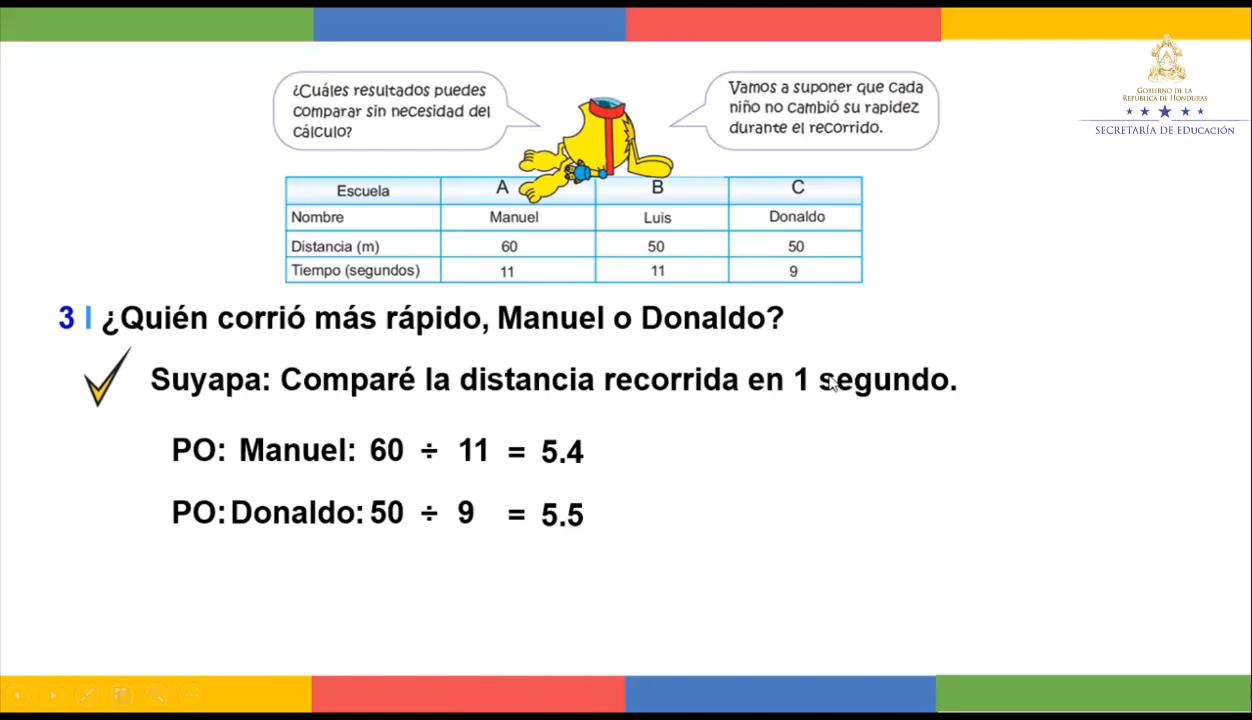 ¿Cuáles resultados puedes
comparar sin necesidad del
cálculo?
Vamos a suponer que cada
niño no cambió su rapidez
durante el recorrido.
GOBIERNO DE LA
REPÚBLICA DE HONDURAS
SECRETARÍA DE EDUCACIÓN
Escuela A B C
Nombre Manuel Luis Donaldo
Distancia (m) 60 50 50
Tiempo (segundos) 11 11 9
3 | ¿Quién corrió más rápido, Manuel o Donaldo?
Suyapa: Comparé la distancia recorrida en 1 segundo.
PO: Manuel: 60 ÷ 11 = 5.4
PO: Donaldo: 50 ÷ 9 = 5.5